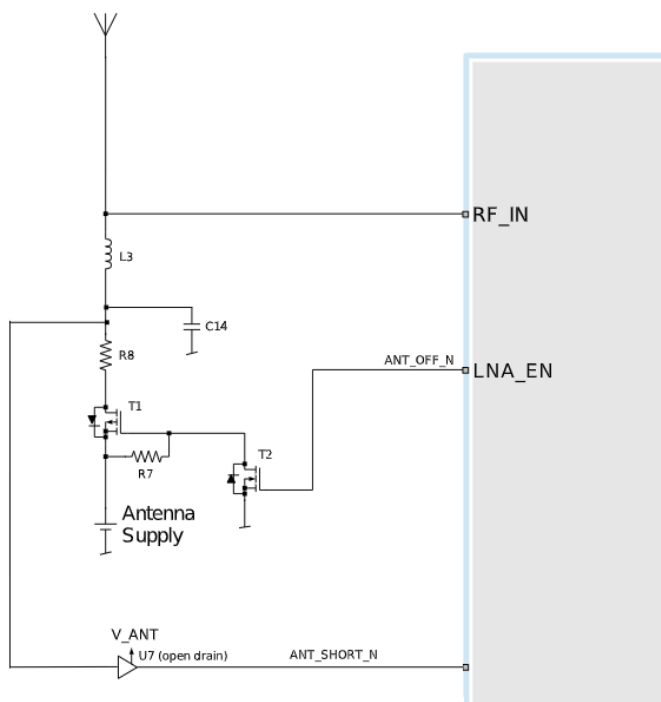 RF_IN
L3
C14
R8
ANT_OFF_N
LNA_EN
T1
T2
R7
Antenna
Supply
V_ANT
U7 (open drain)
ANT_SHORT_N